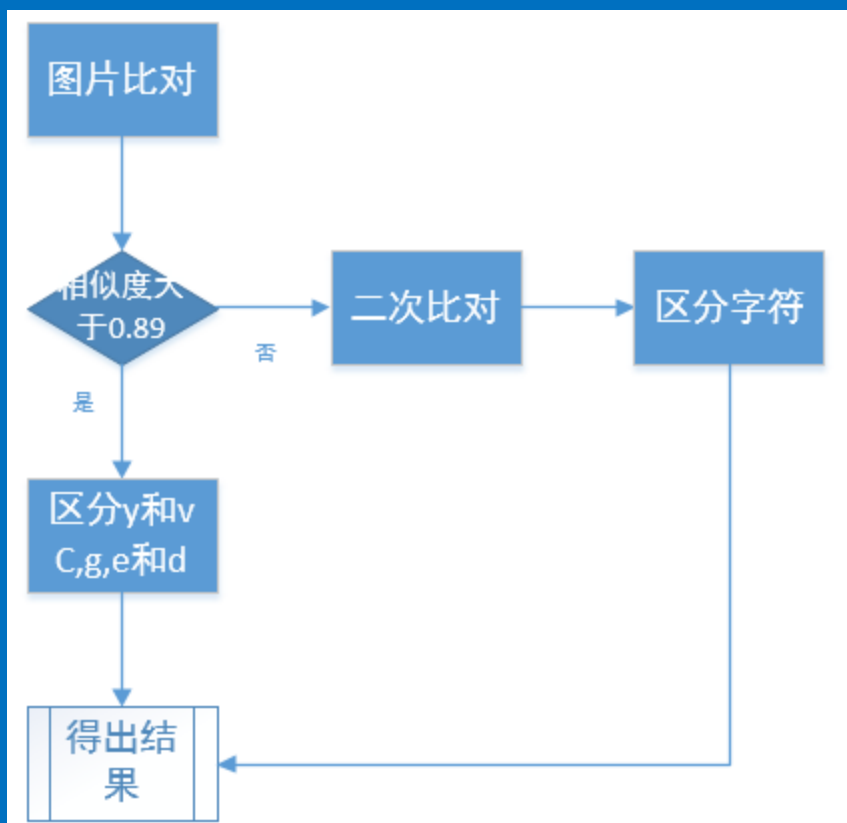 图片比对
相似度大
于0.89
二次比对
区分字符
否
是
区分y和v
C,g,e和d
得出结
果